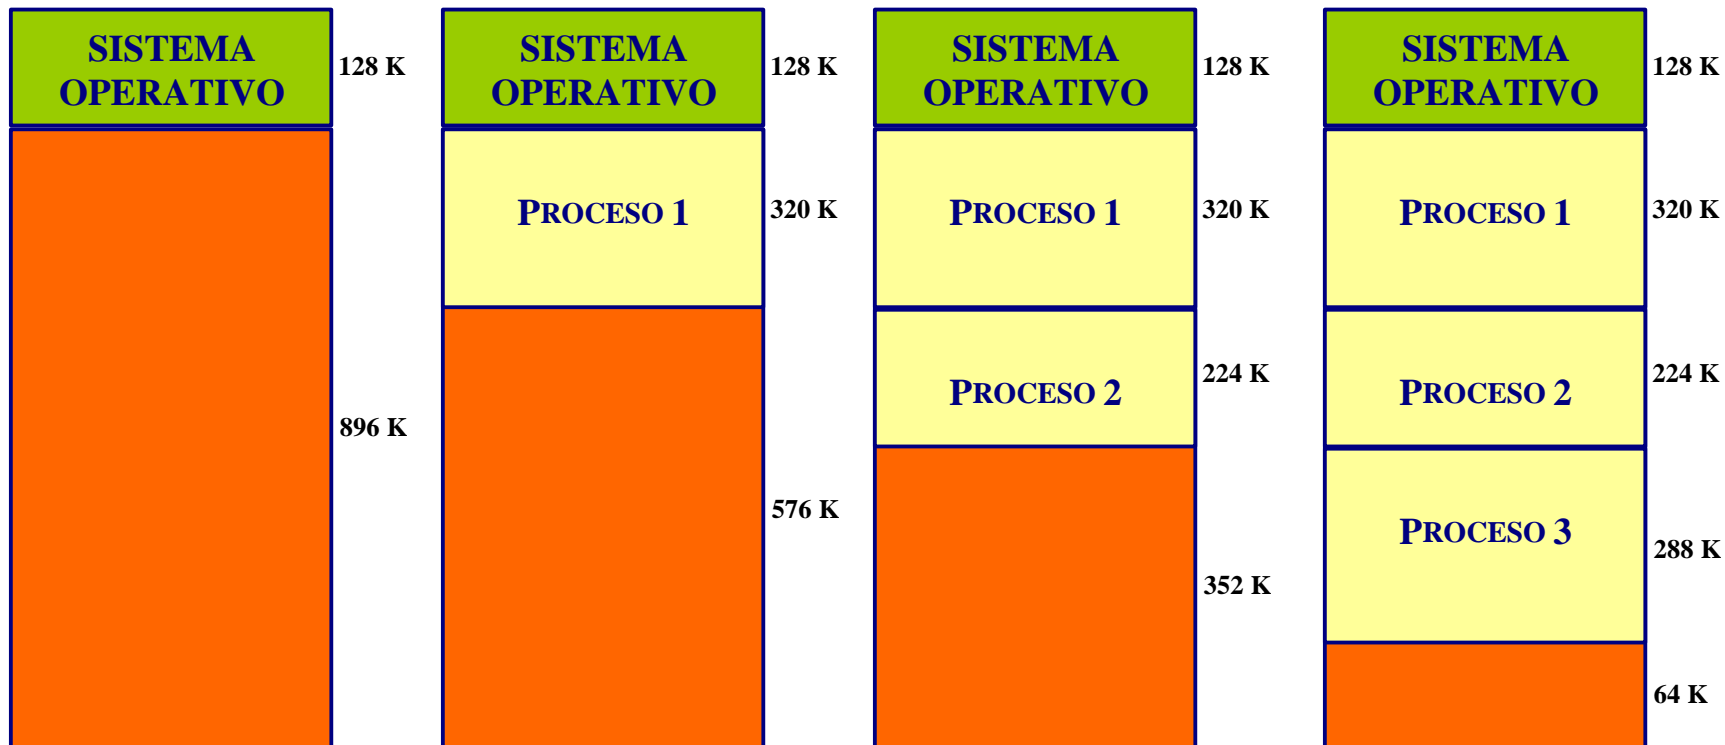 SISTEMA
OPERATIVO
128 K
896 K
SISTEMA
OPERATIVO
128 K
PROCESO 1
320 K
576 K
SISTEMA
OPERATIVO
128 K
PROCESO 1
320 K
PROCESO 2
224 K
352 K
SISTEMA
OPERATIVO
128 K
PROCESO 1
320 K
PROCESO 2
224 K
PROCESO 3
288 K
64 K